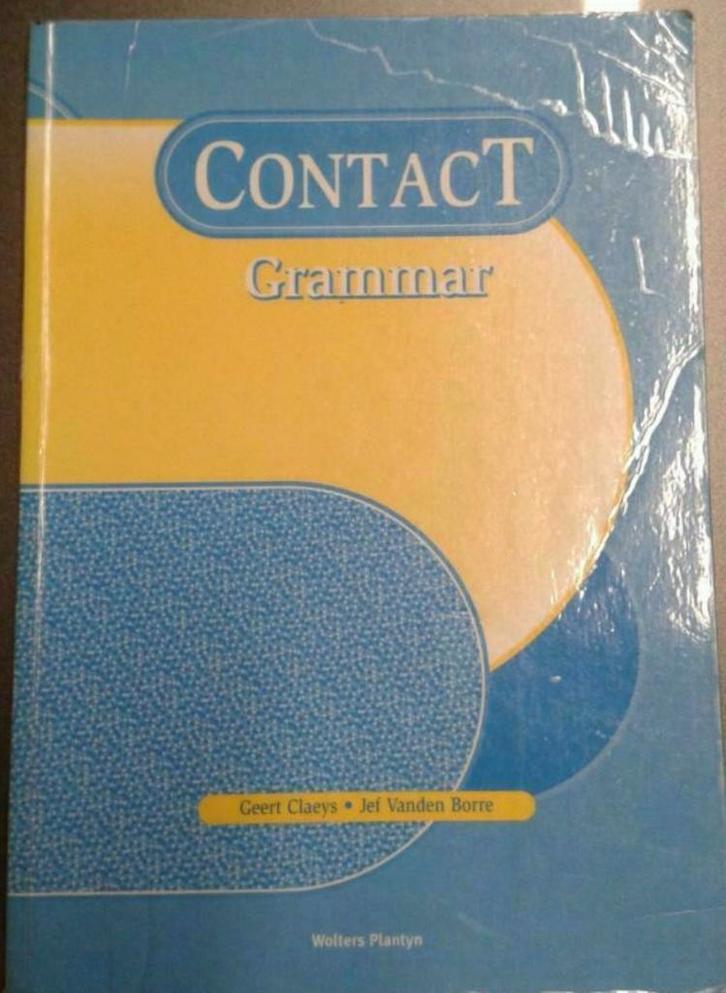 CONTACT
Grammar
Geert Claeys • Jef Vanden Borre
Wolters Plantyn